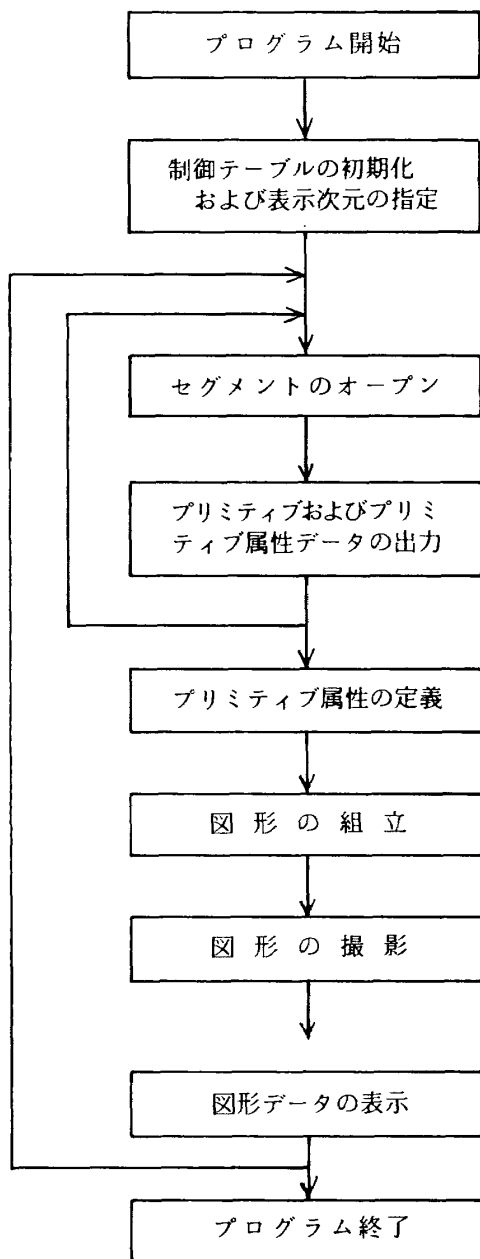 プログラム開始
制御テーブルの初期化
および表示次元の指定
セグメントのオープン
プリミティブおよびプリミ
ティブ属性データの出力
プリミティブ属性の定義
図形の組立
図形の撮影
図形データの表示
プログラム終了